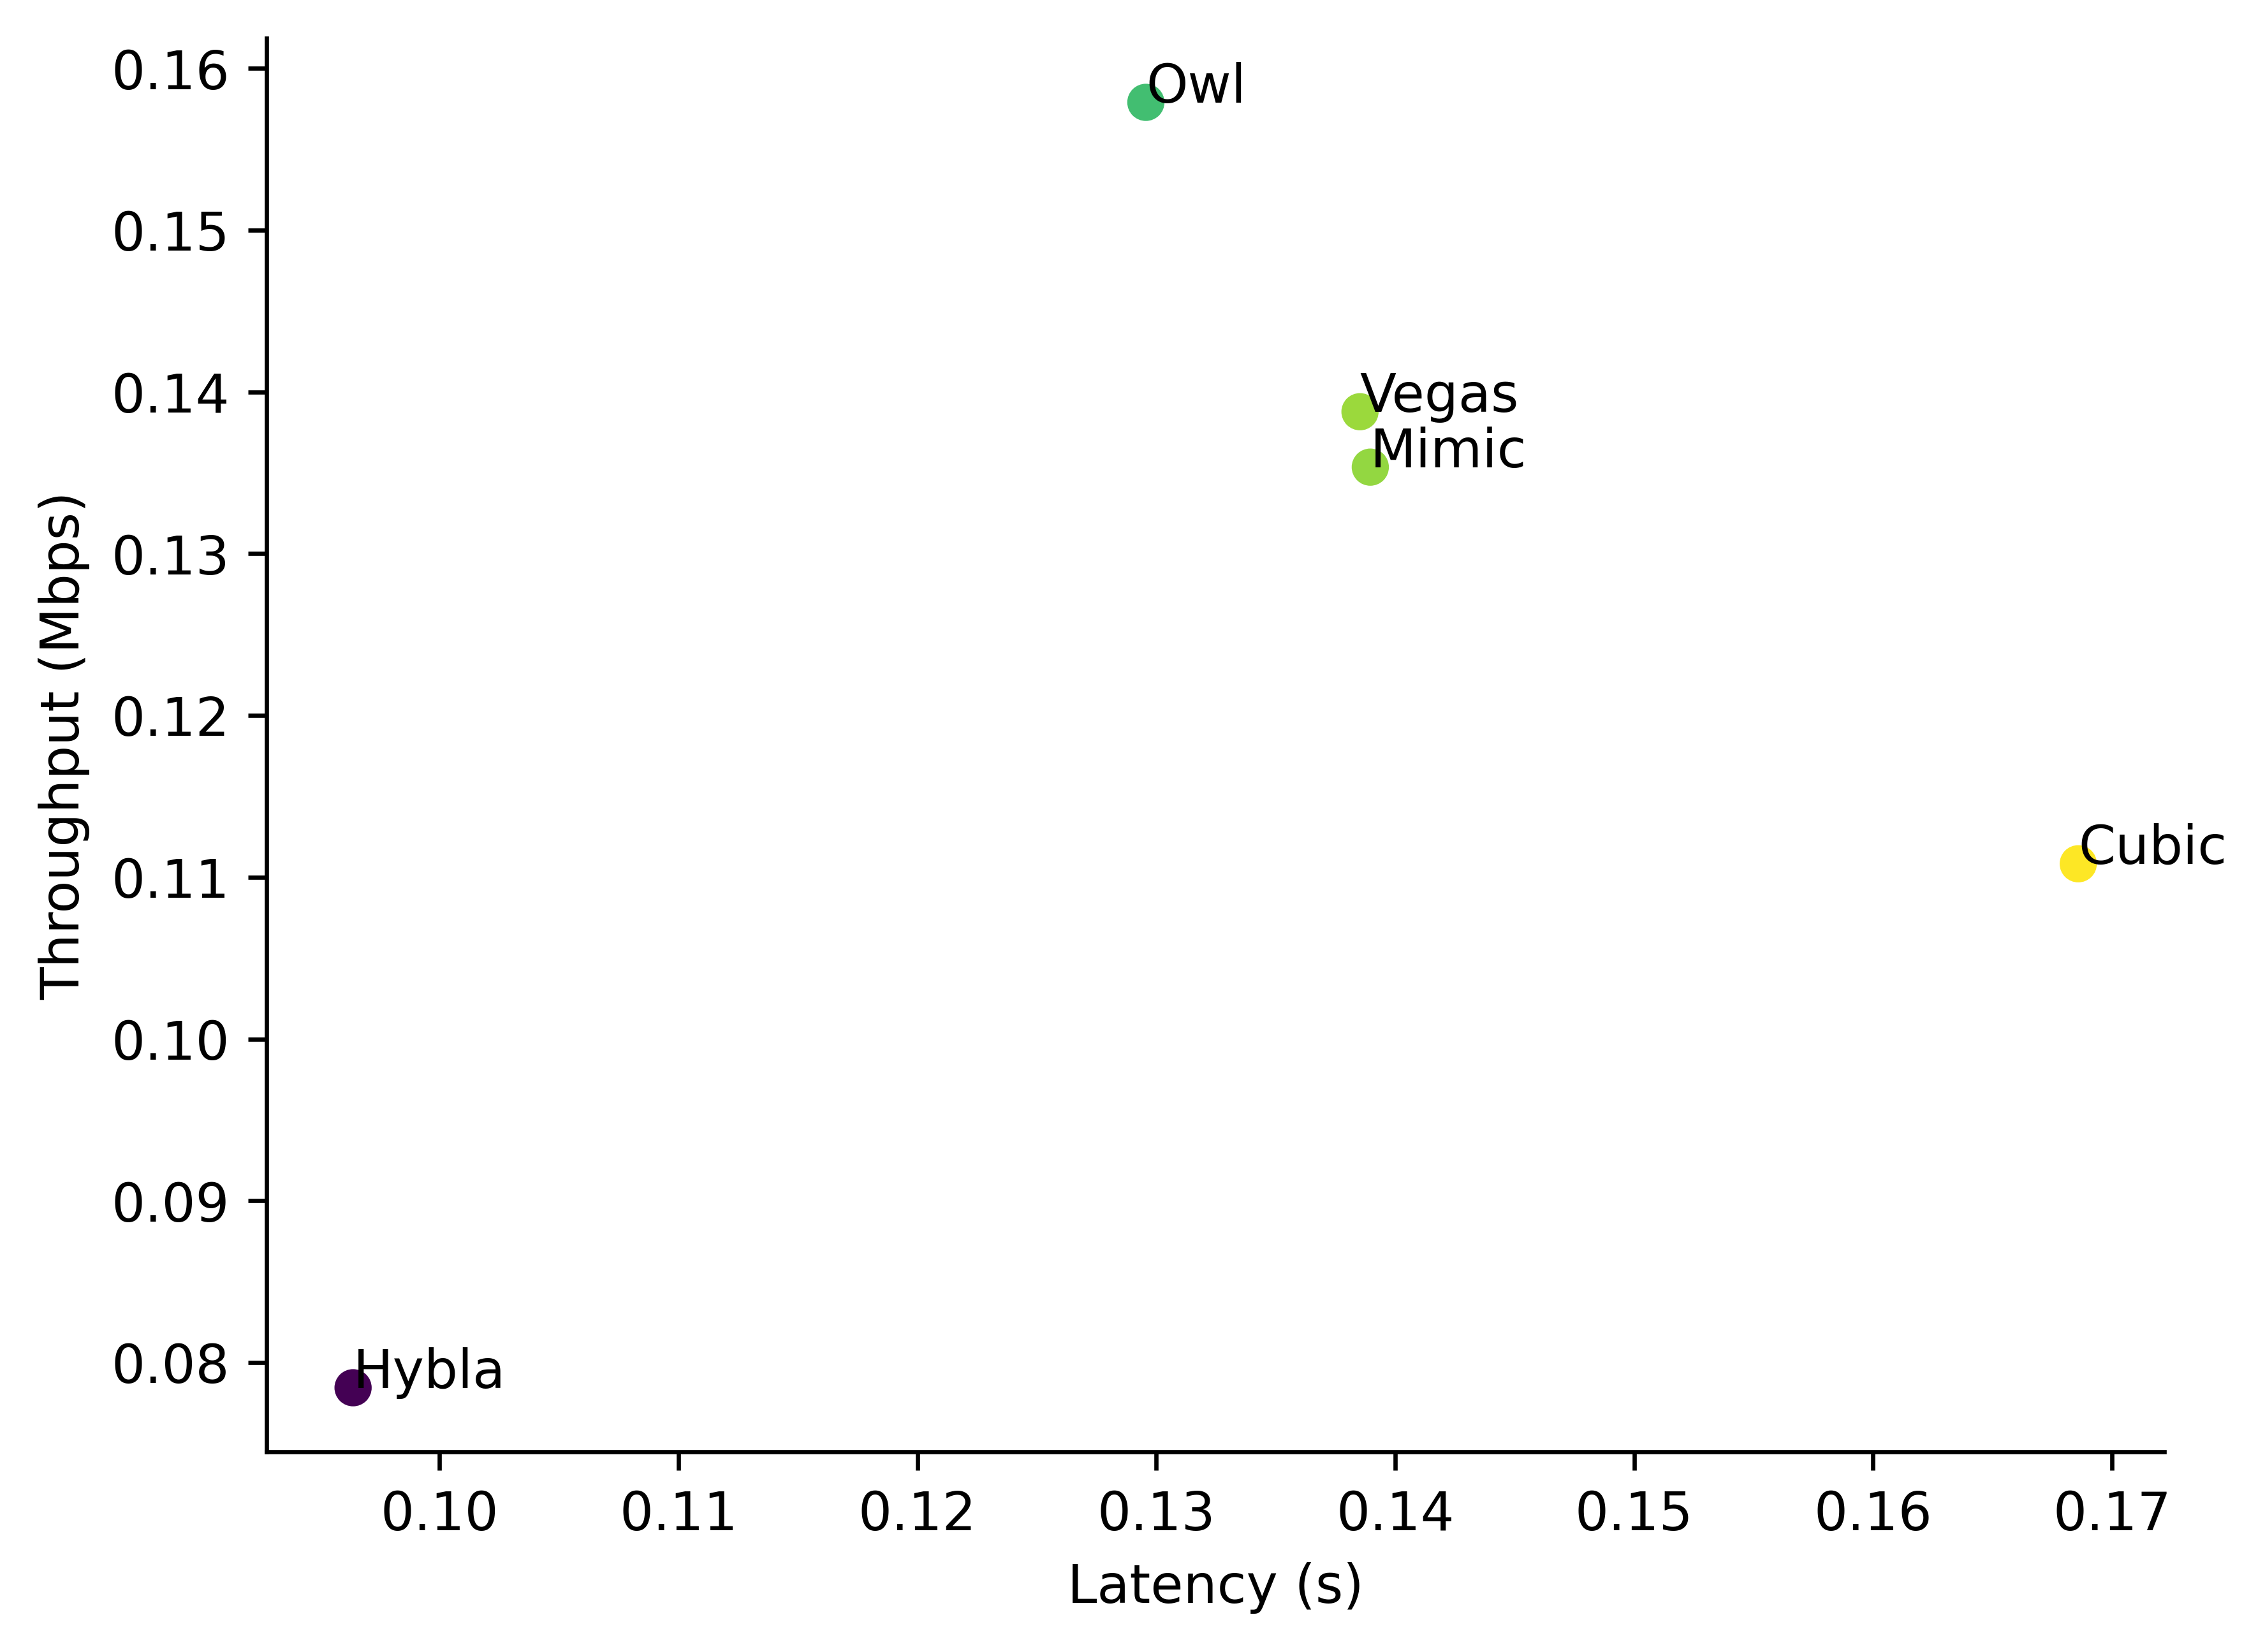 0.16
0.15
0.14
0.13
0.12
0.11
0.10
0.09
0.08
Throughput (Mbps)
Owl
Vegas
Mimic
Cubic
Hybla
0.10 0.11 0.12 0.13 0.14 0.15 0.16 0.17
Latency (s)